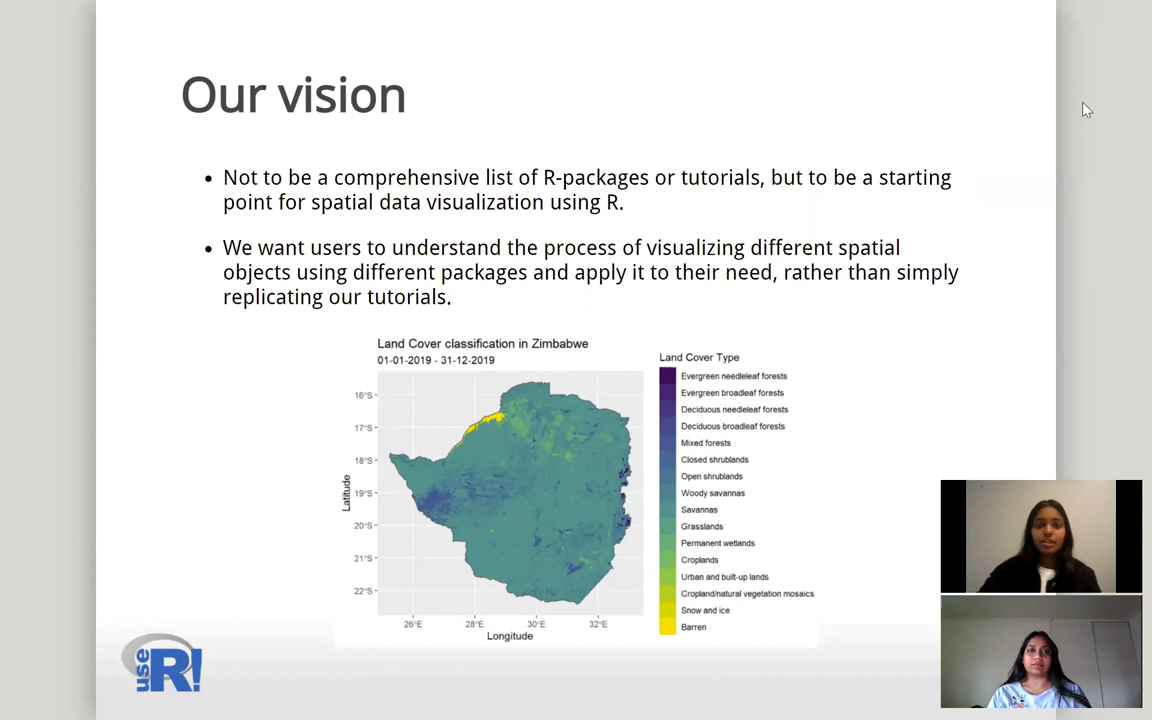 Our vision
• Not to be a comprehensive list of R-packages or tutorials, but to be a starting
point for spatial data visualization using R.
• We want users to understand the process of visualizing different spatial
objects using different packages and apply it to their need, rather than simply
replicating our tutorials.
Land Cover classification in Zimbabwe
01-01-2019 - 31-12-2019
Latitude
16°S
17°S
18°S
19°S
20°S
21°S
22°S
26°E 28°E 30°E 32°E
Longitude
Land Cover Type
Evergreen needleleaf forests
Evergreen broadleaf forests
Deciduous needleleaf forests
Deciduous broadleaf forests
Mixed forests
Closed shrublands
Open shrublands
Woody savannas
Savannas
Grasslands
Permanent wetlands
Croplands
Urban and built-up lands
Cropland/natural vegetation mosaics
Snow and ice
Barren
use R!